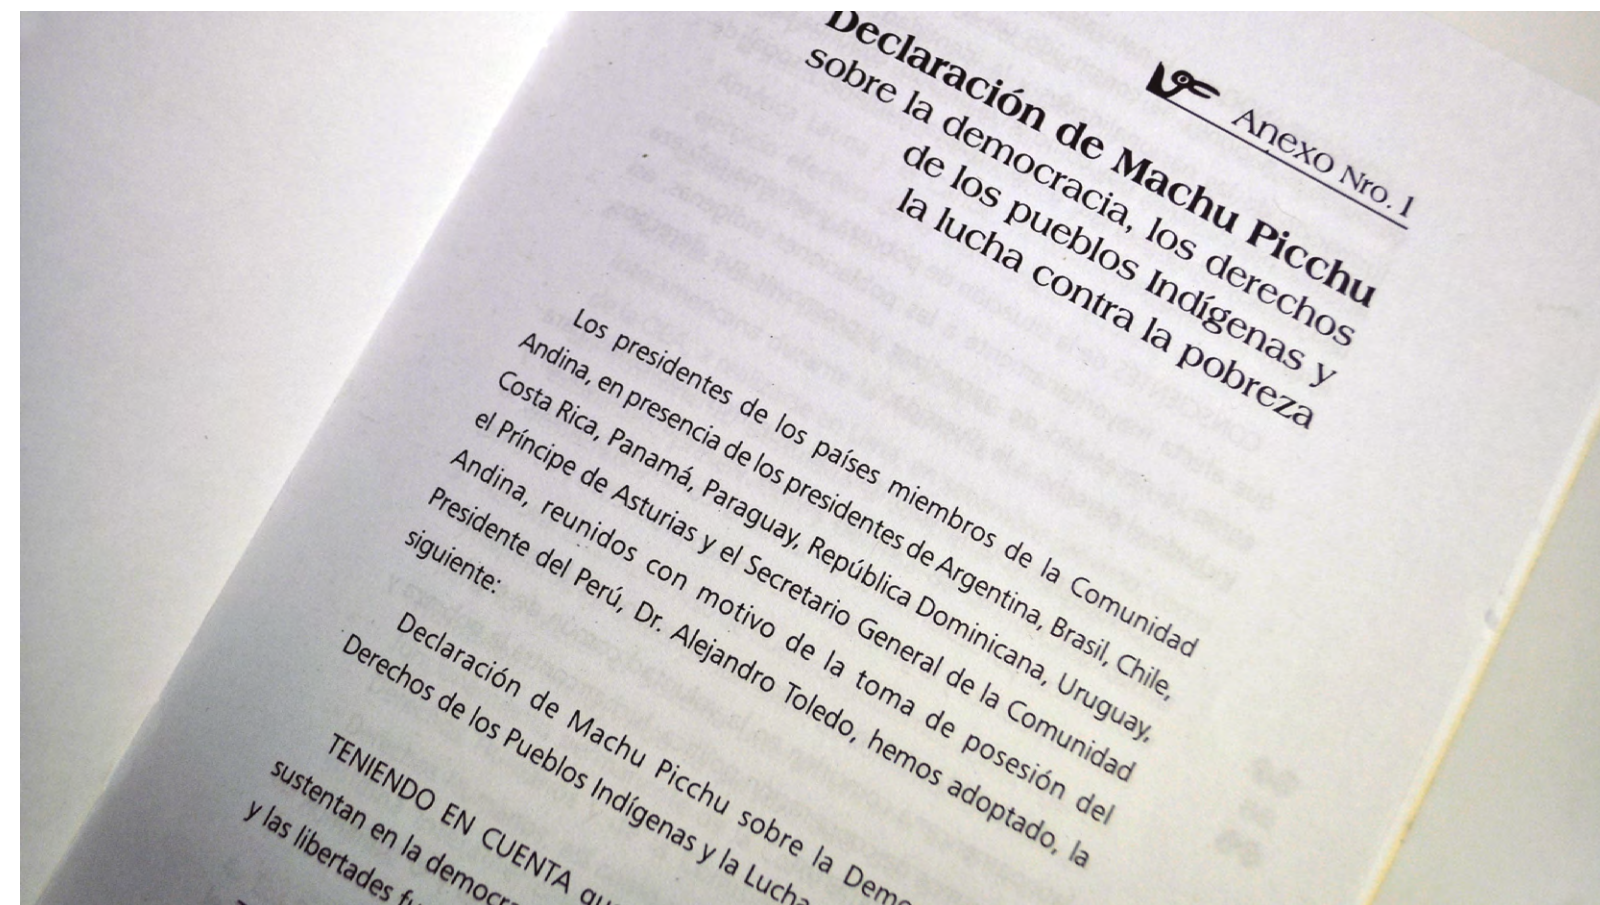 Anexo Nro. 1
Declaración de Machu Picchu
sobre la democracia, los derechos
de los pueblos Indígenas y
la lucha contra la pobreza
Los presidentes de los países miembros de la Comunidad
Andina, en presencia de los presidentes de Argentina, Brasil, Chile,
Costa Rica, Panamá, Paraguay, República Dominicana, Uruguay,
el Príncipe de Asturias y el Secretario General de la Comunidad
Andina, reunidos con motivo de la toma de posesión del
Presidente del Perú, Dr. Alejandro Toledo, hemos adoptado, la
siguiente:
Declaración de Machu Picchu sobre la Demo
Derechos de los Pueblos Indígenas y la Lucha
TENIENDO EN CUENTA qu
sustentan en la democra
y las libertades fu